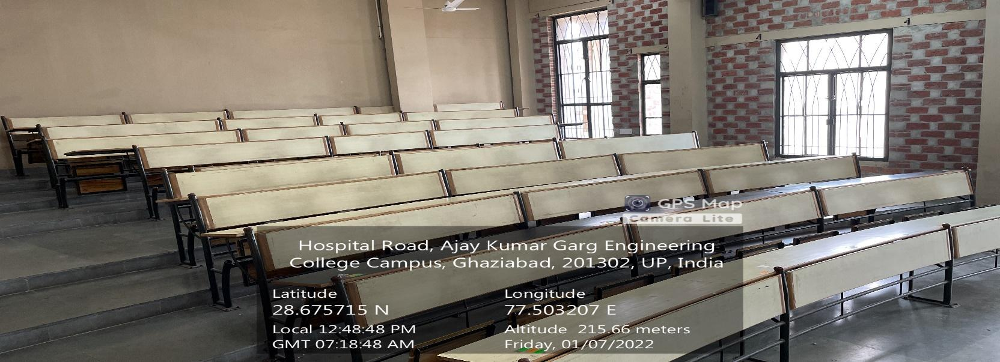 GPS Map
Camera Lite
Hospital Road, Ajay Kumar Garg Engineering
College Campus, Ghaziabad, 201302, UP, India
Latitude
28.675715 N
Longitude
77.503207 E
Local 12:48:48 PM
GMT 07:18:48 AM
Altitude 215.66 meters
Friday, 01/07/2022